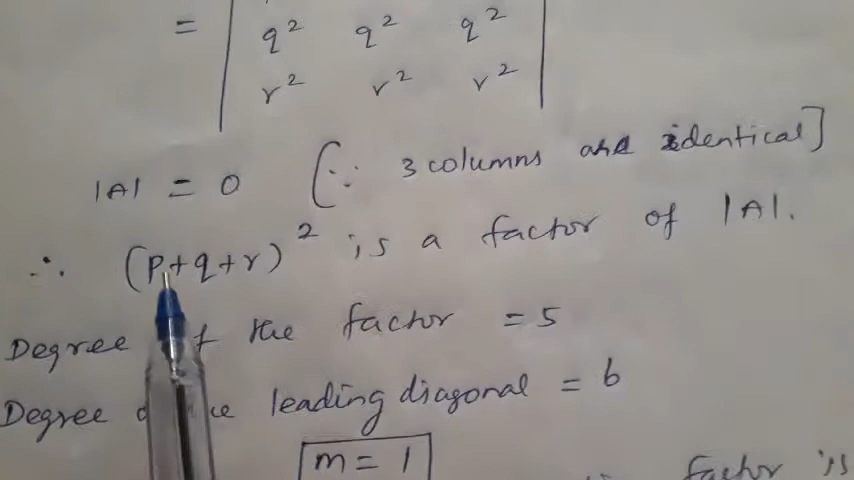 = | q² q² q² |
r² r² r²
|A| = 0 (∵ 3 columns are identical]
∴ (p+q+r)² is a factor of |A|.
Degree of the factor = 5
Degree leading diagonal = 6
m = 1
factor is